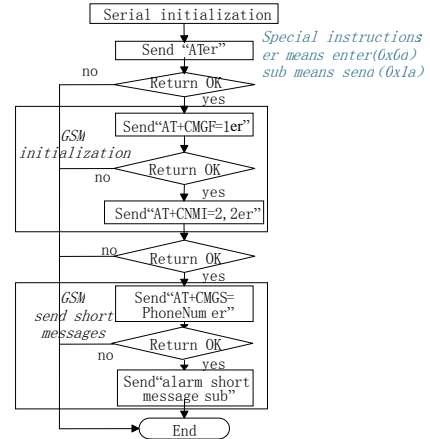 Serial initialization
Send “ATer”
Special instructions
er means enter(0x0d)
sub means send(0x1a)
no
Return OK
yes
GSM
initialization
Send“AT+CMGF=1er”
Return OK
no
yes
Send“AT+CNMI=2,2er”
no
Return OK
yes
GSM
send short
messages
Send“AT+CMGS=
PhoneNum er”
Return OK
no
yes
Send“alarm short
message sub”
End